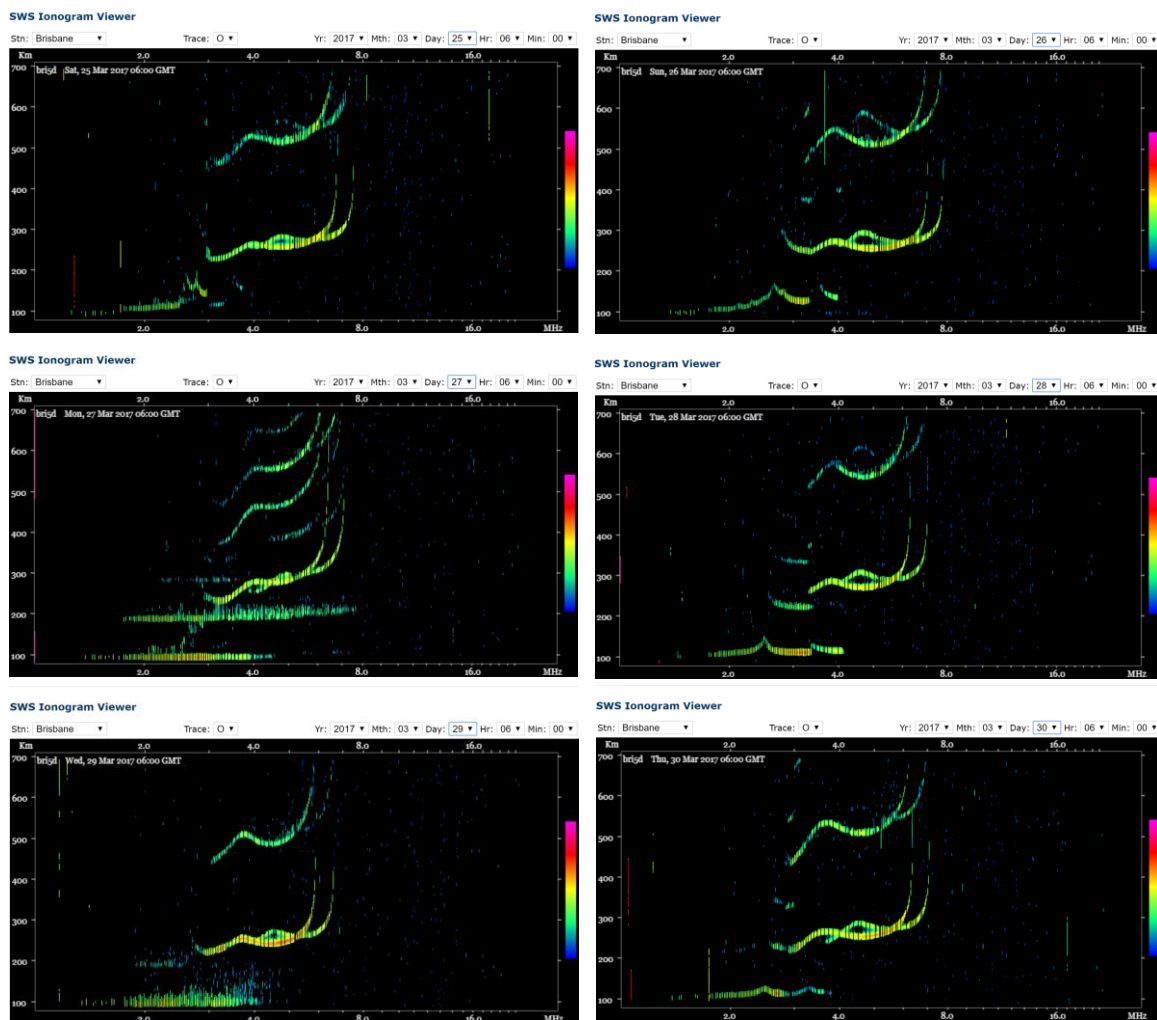 SWS Ionogram Viewer
Stn: Brisbane Trace: O Yr: 2017 Mth: 03 Day: 25 Hr: 06 Min: 00
Km 2.0 4.0 8.0 16.0
700
bri5d Sat, 25 Mar 2017 06:00 GMT
600
500
400
300
200
100
2.0 4.0 8.0 16.0 MHz
SWS Ionogram Viewer
Stn: Brisbane Trace: O Yr: 2017 Mth: 03 Day: 26 Hr: 06 Min: 00
Km 2.0 4.0 8.0 16.0
700
bri5d Sun, 26 Mar 2017 06:00 GMT
600
500
400
300
200
100
2.0 4.0 8.0 16.0 MHz
SWS Ionogram Viewer
Stn: Brisbane Trace: O Yr: 2017 Mth: 03 Day: 27 Hr: 06 Min: 00
Km 2.0 4.0 8.0 16.0
700
bri5d Mon, 27 Mar 2017 06:00 GMT
600
500
400
300
200
100
2.0 4.0 8.0 16.0 MHz
SWS Ionogram Viewer
Stn: Brisbane Trace: O Yr: 2017 Mth: 03 Day: 28 Hr: 06 Min: 00
Km 2.0 4.0 8.0 16.0
700
bri5d Tue, 28 Mar 2017 06:00 GMT
600
500
400
300
200
100
2.0 4.0 8.0 16.0 MHz
SWS Ionogram Viewer
Stn: Brisbane Trace: O Yr: 2017 Mth: 03 Day: 29 Hr: 06 Min: 00
Km 2.0 4.0 8.0 16.0
700
bri5d Wed, 29 Mar 2017 06:00 GMT
600
500
400
300
200
100
2.0 4.0 8.0 16.0 MHz
SWS Ionogram Viewer
Stn: Brisbane Trace: O Yr: 2017 Mth: 03 Day: 30 Hr: 06 Min: 00
Km 2.0 4.0 8.0 16.0
700
bri5d Thu, 30 Mar 2017 06:00 GMT
600
500
400
300
200
100
2.0 4.0 8.0 16.0 MHz